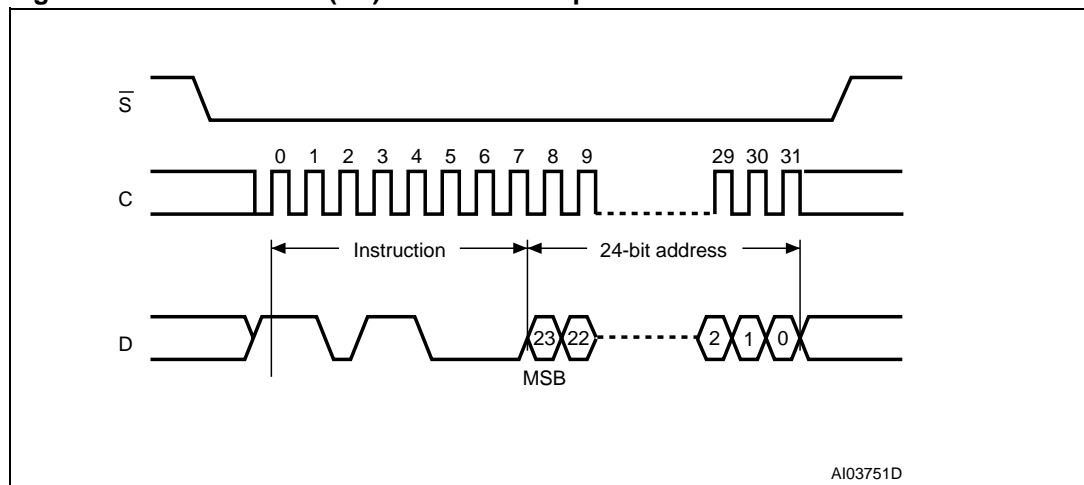 S
0 1 2 3 4 5 6 7 8 9 29 30 31
C
Instruction 24-bit address
D 23 22 2 1 0
MSB
AI03751D